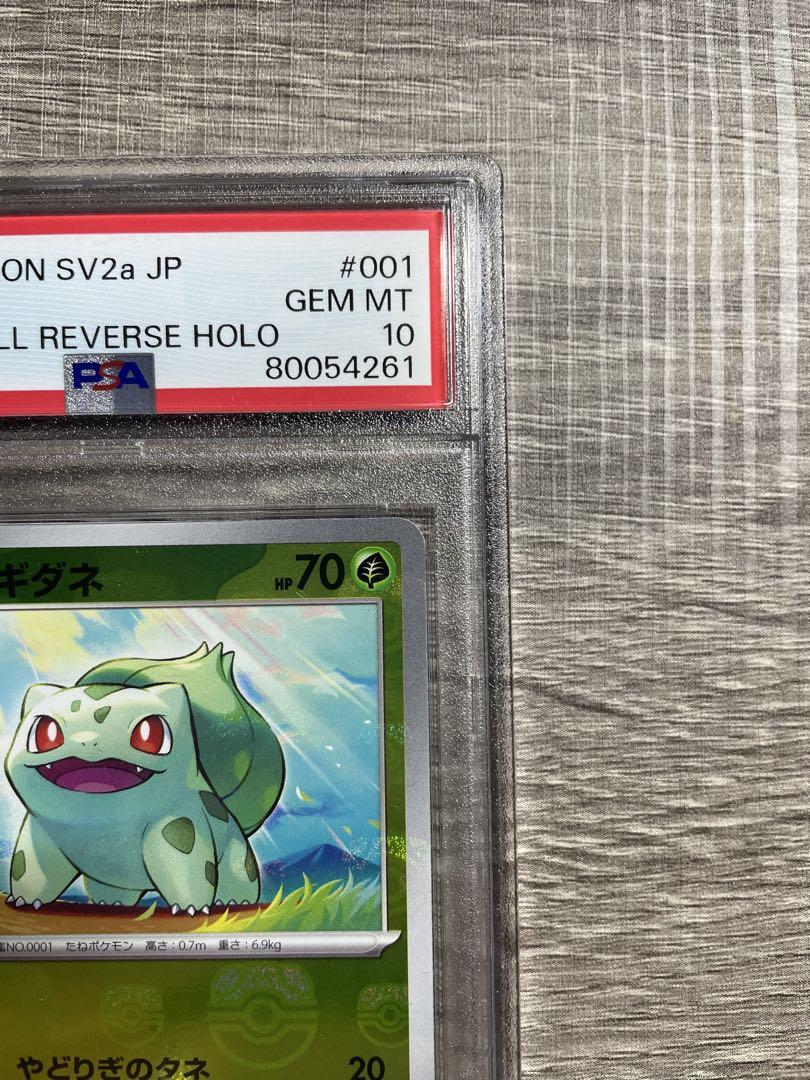 ON SV2a JP #001
GEM MT
LL REVERSE HOLO 10
PSA 80054261
ギダネ HP70
NO.0001 たねポケモン 高さ:0.7m 重さ:6.9kg
やどりぎのタネ 20